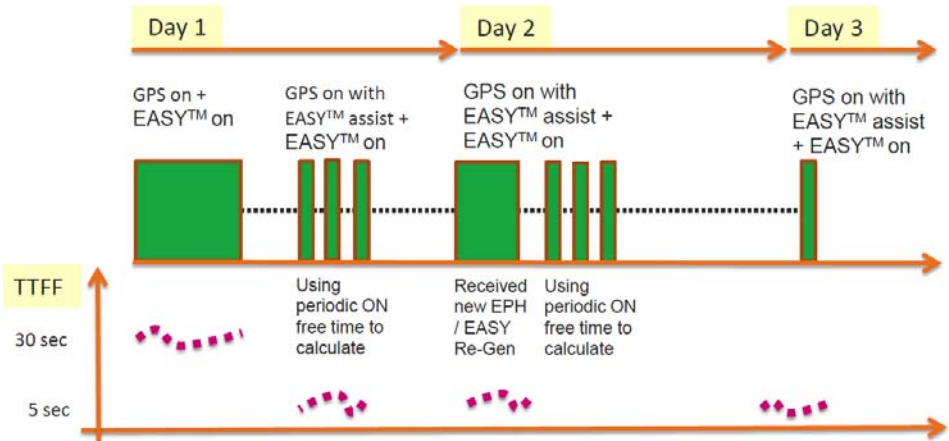 Day 1
Day 2
Day 3
GPS on +
EASY™ on
GPS on with
EASY™ assist +
EASY™ on
GPS on with
EASY™ assist +
EASY™ on
GPS on with
EASY™ assist
+ EASY™ on
TTFF
Using
periodic ON
free time to
calculate
Received
new EPH
/ EASY
Re-Gen
Using
periodic ON
free time to
calculate
30 sec
5 sec